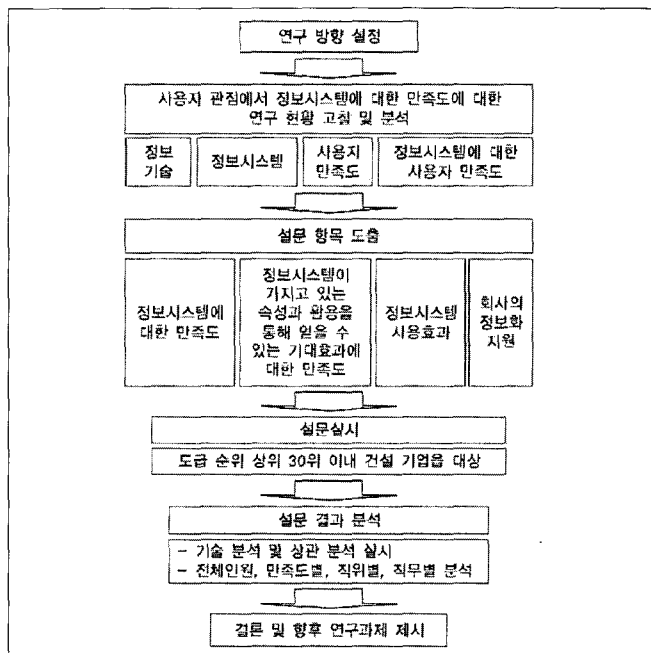 연구 방향 설정
사용자 관점에서 정보시스템에 대한 만족도에 대한
연구 현황 고찰 및 분석
정보
기술
정보시스템
사용자
만족도
정보시스템에 대한
사용자 만족도
설문 항목 도출
정보시스템에
대한 만족도
정보시스템이
가지고 있는
속성과 활용을
통해 얻을 수
있는 기대효과에
대한 만족도
정보시스템
사용효과
회사의
정보화
지원
설문실시
도급 순위 상위 30위 이내 건설 기업을 대상
설문 결과 분석
- 기술 분석 및 상관 분석 실시
- 전체인원, 만족도별, 직위별, 직무별 분석
결론 및 향후 연구과제 제시